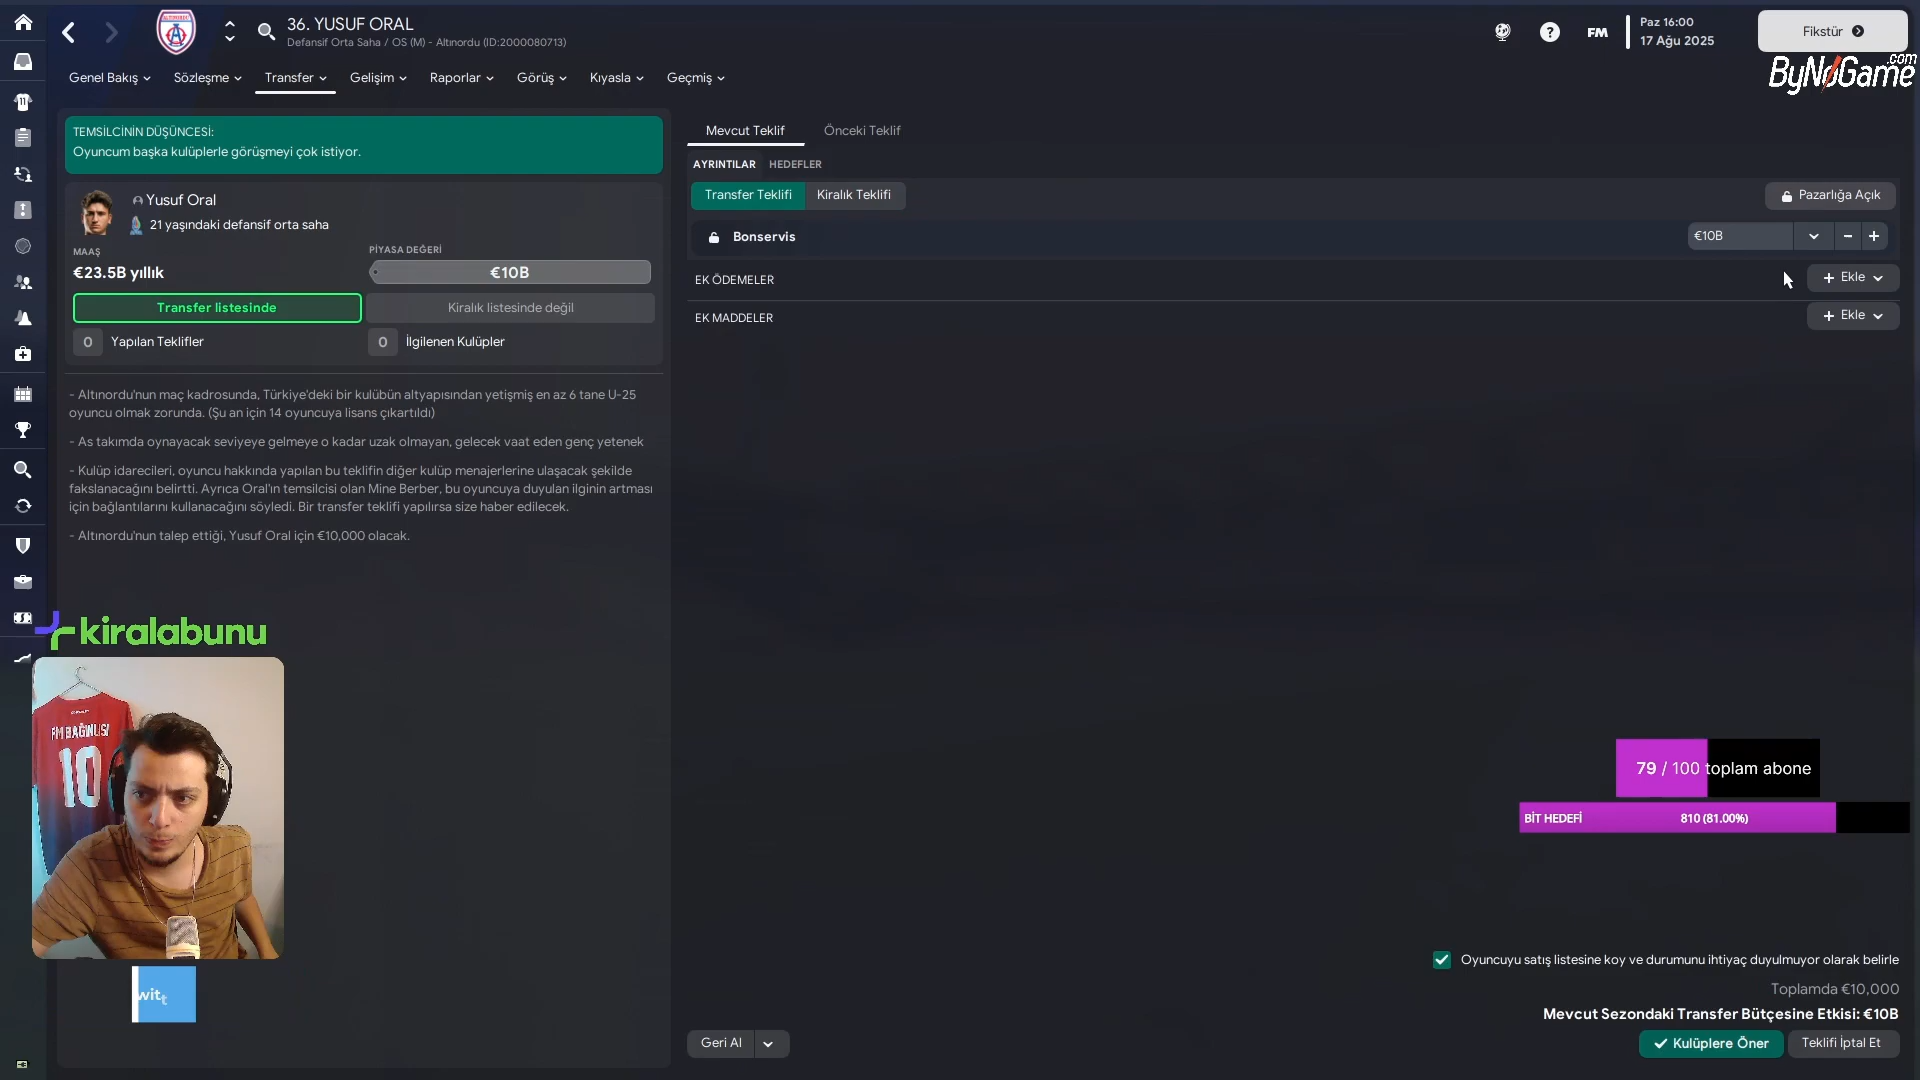 36. YUSUF ORAL
Defansif Orta Saha / OS (M) - Altınordu (ID:2000080713)
FM
Paz 16:00
17 Ağu 2025
Fikstür
ByNoGame.com
Genel Bakış
Sözleşme
Transfer
Gelişim
Raporlar
Görüş
Kıyasla
Geçmiş
TEMSİLCİNİN DÜŞÜNCESİ:
Oyuncum başka kulüplerle görüşmeyi çok istiyor.
Yusuf Oral
21 yaşındaki defansif orta saha
MAAŞ
€23.5B yıllık
PİYASA DEĞERİ
€10B
Transfer listesinde
Kiralık listesinde değil
0 Yapılan Teklifler
0 İlgilenen Kulüpler
- Altınordu'nun maç kadrosunda, Türkiye'deki bir kulübün altyapısından yetişmiş en az 6 tane U-25
oyuncu olmak zorunda. (Şu an için 14 oyuncuya lisans çıkartıldı)
- As takımda oynayacak seviyeye gelmeye o kadar uzak olmayan, gelecek vaat eden genç yetenek
- Kulüp idarecileri, oyuncu hakkında yapılan bu teklifin diğer kulüp menajerlerine ulaşacak şekilde
fakslanacağını belirtti. Ayrıca Oral'ın temsilcisi olan Mine Berber, bu oyuncuya duyulan ilginin artması
için bağlantılarını kullanacağını söyledi. Bir transfer teklifi yapılırsa size haber edilecek.
- Altınordu'nun talep ettiği, Yusuf Oral için €10,000 olacak.
Mevcut Teklif
Önceki Teklif
AYRINTILAR
HEDEFLER
Transfer Teklifi
Kiralık Teklifi
Pazarlığa Açık
Bonservis
€10B
EK ÖDEMELER
Ekle
EK MADDELER
Ekle
kiralabunu
FM BAĞIMLISI
10
wit
t
79 / 100 toplam abone
BİT HEDEFİ
810 (81.00%)
Oyuncuyu satış listesine koy ve durumunu ihtiyaç duyulmuyor olarak belirle
Toplamda €10,000
Mevcut Sezondaki Transfer Bütçesine Etkisi: €10B
Geri Al
Kulüplere Öner
Teklifi İptal Et